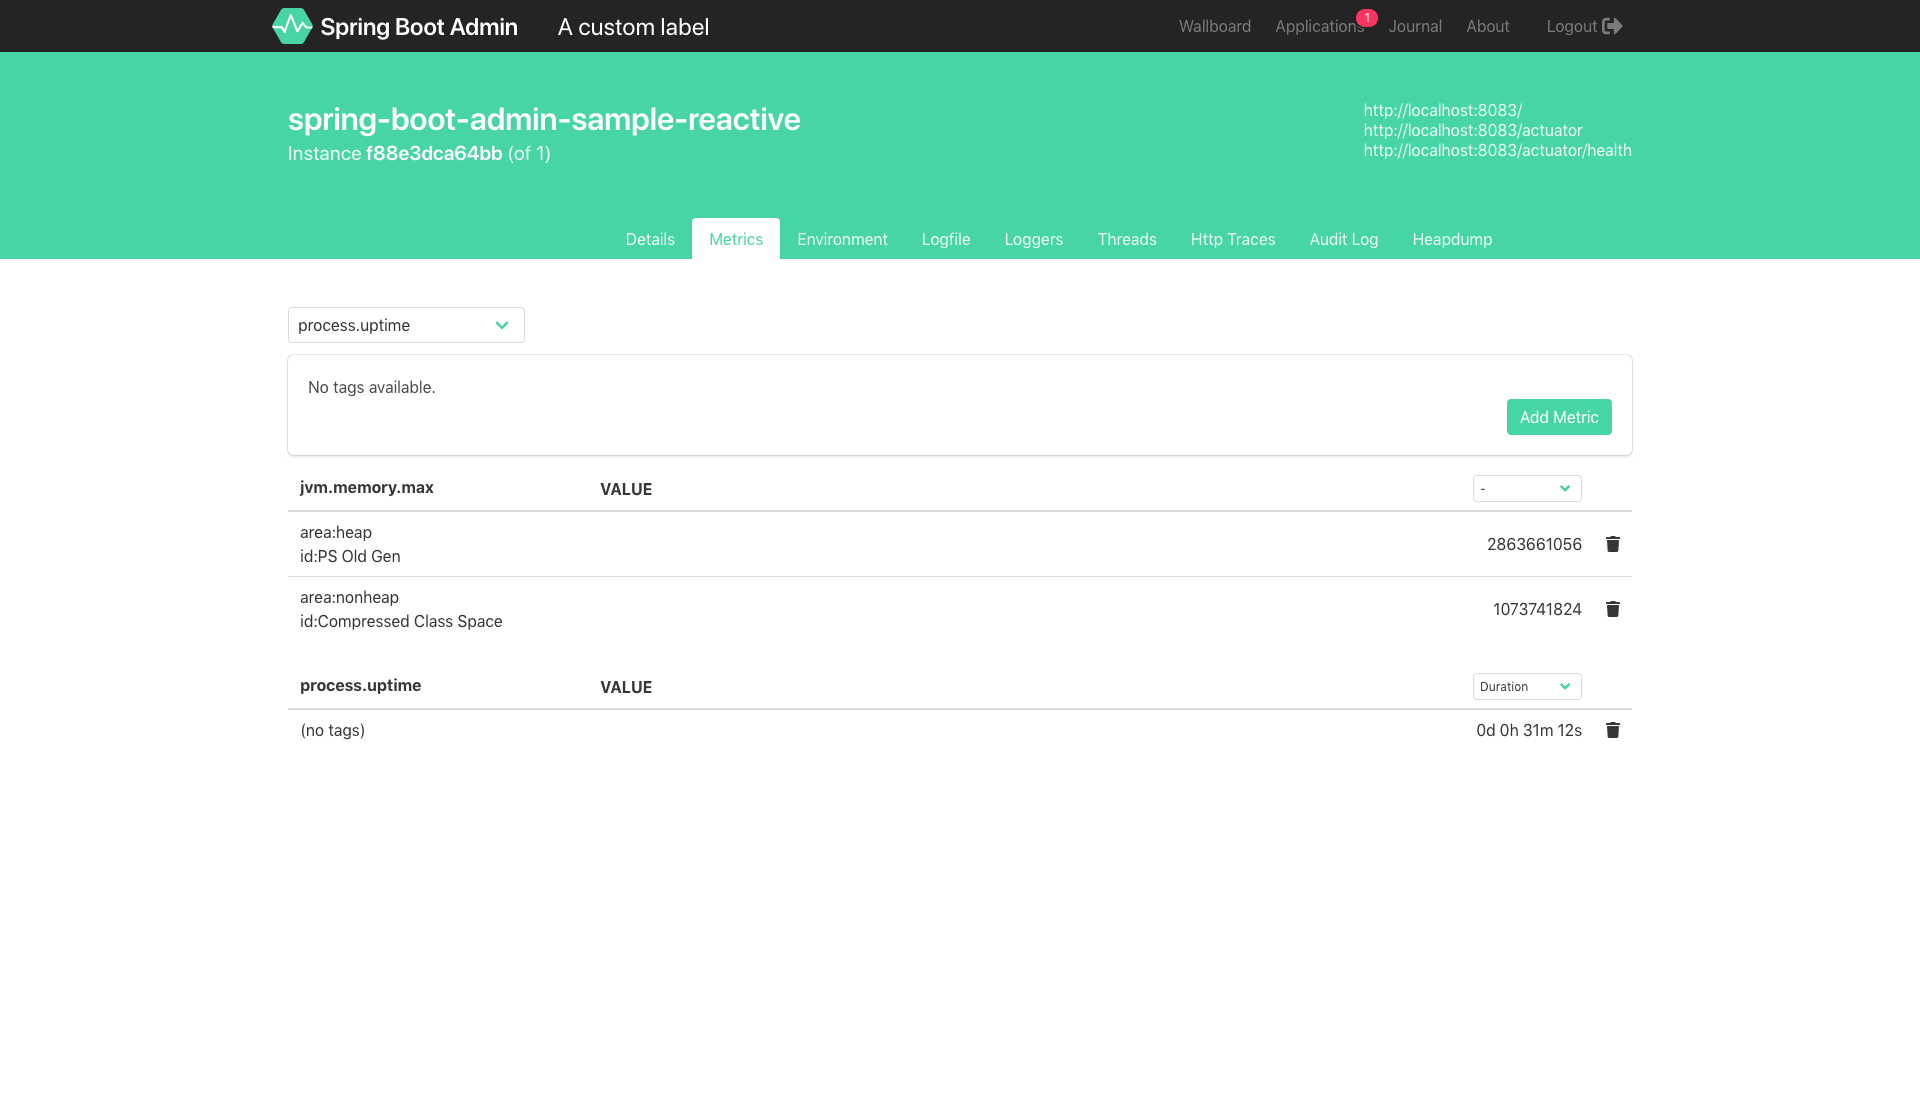 Spring Boot Admin A custom label Wallboard Applications 1 Journal About Logout
spring-boot-admin-sample-reactive
Instance f88e3dca64bb (of 1)
http://localhost:8083/
http://localhost:8083/actuator
http://localhost:8083/actuator/health
Details Metrics Environment Logfile Loggers Threads Http Traces Audit Log Heapdump
process.uptime
No tags available.
Add Metric
jvm.memory.max VALUE -
area:heap
id:PS Old Gen
2863661056
area:nonheap
id:Compressed Class Space
1073741824
process.uptime VALUE Duration
(no tags) 0d 0h 31m 12s